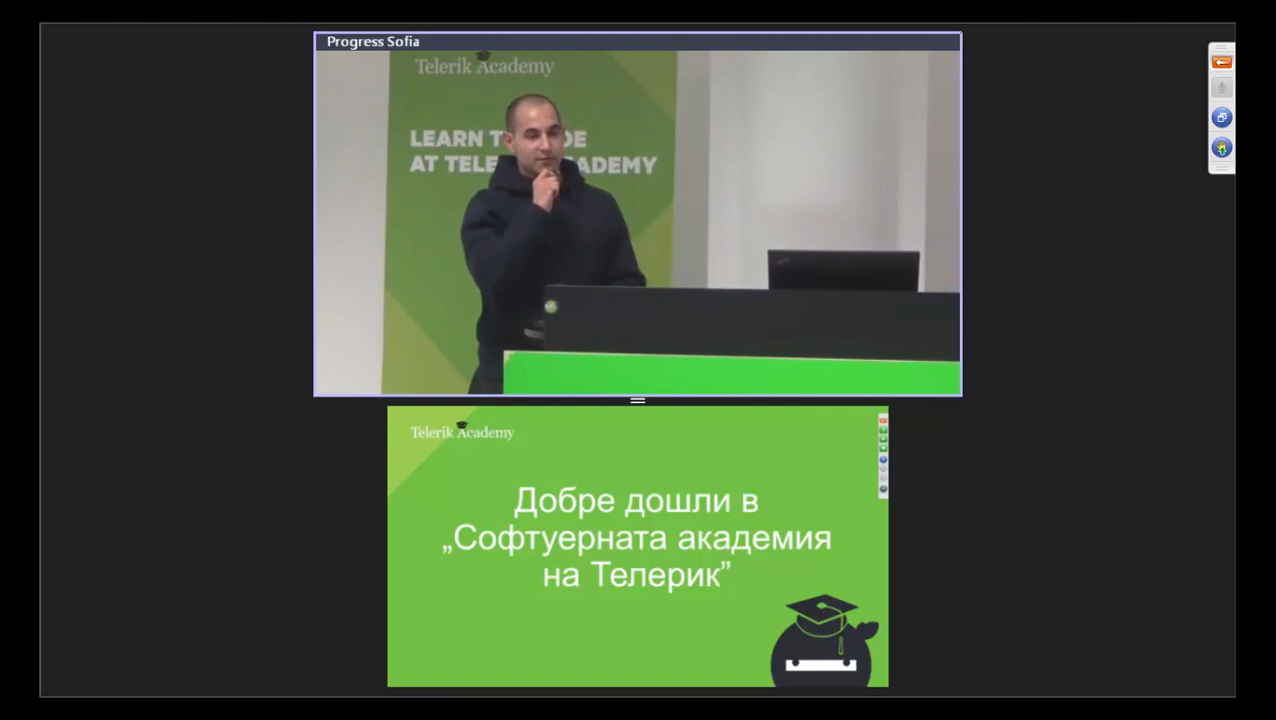 Progress Sofia
Telerik Academy
LEARN T DE
AT TELE ADEMY
Telerik Academy
Добре дошли в
„Софтуерната академия
на Телерик”